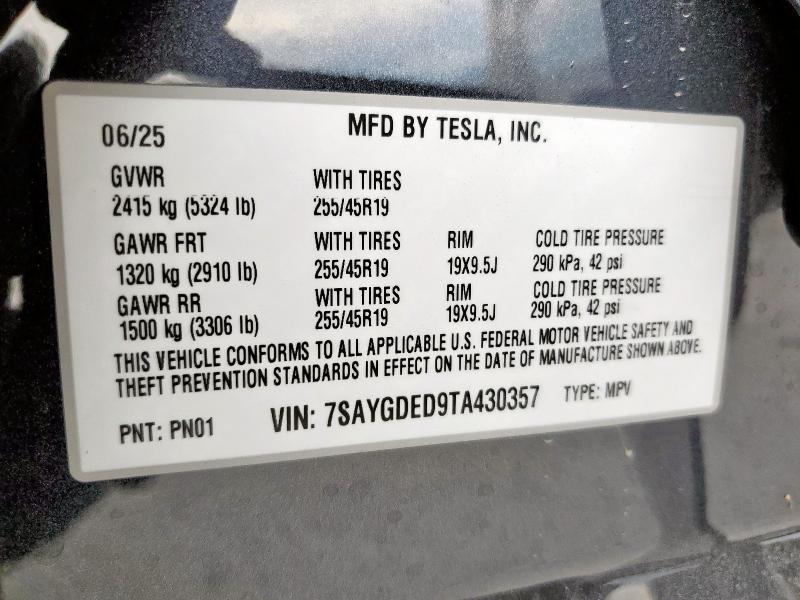 06/25 MFD BY TESLA, INC.
GVWR WITH TIRES
2415 kg (5324 lb) 255/45R19
GAWR FRT WITH TIRES RIM COLD TIRE PRESSURE
1320 kg (2910 lb) 255/45R19 19X9.5J 290 kPa, 42 psi
GAWR RR WITH TIRES RIM COLD TIRE PRESSURE
1500 kg (3306 lb) 255/45R19 19X9.5J 290 kPa, 42 psi
THIS VEHICLE CONFORMS TO ALL APPLICABLE U.S. FEDERAL MOTOR VEHICLE SAFETY AND
THEFT PREVENTION STANDARDS IN EFFECT ON THE DATE OF MANUFACTURE SHOWN ABOVE.
PNT: PN01 VIN: 7SAYGDED9TA430357 TYPE: MPV